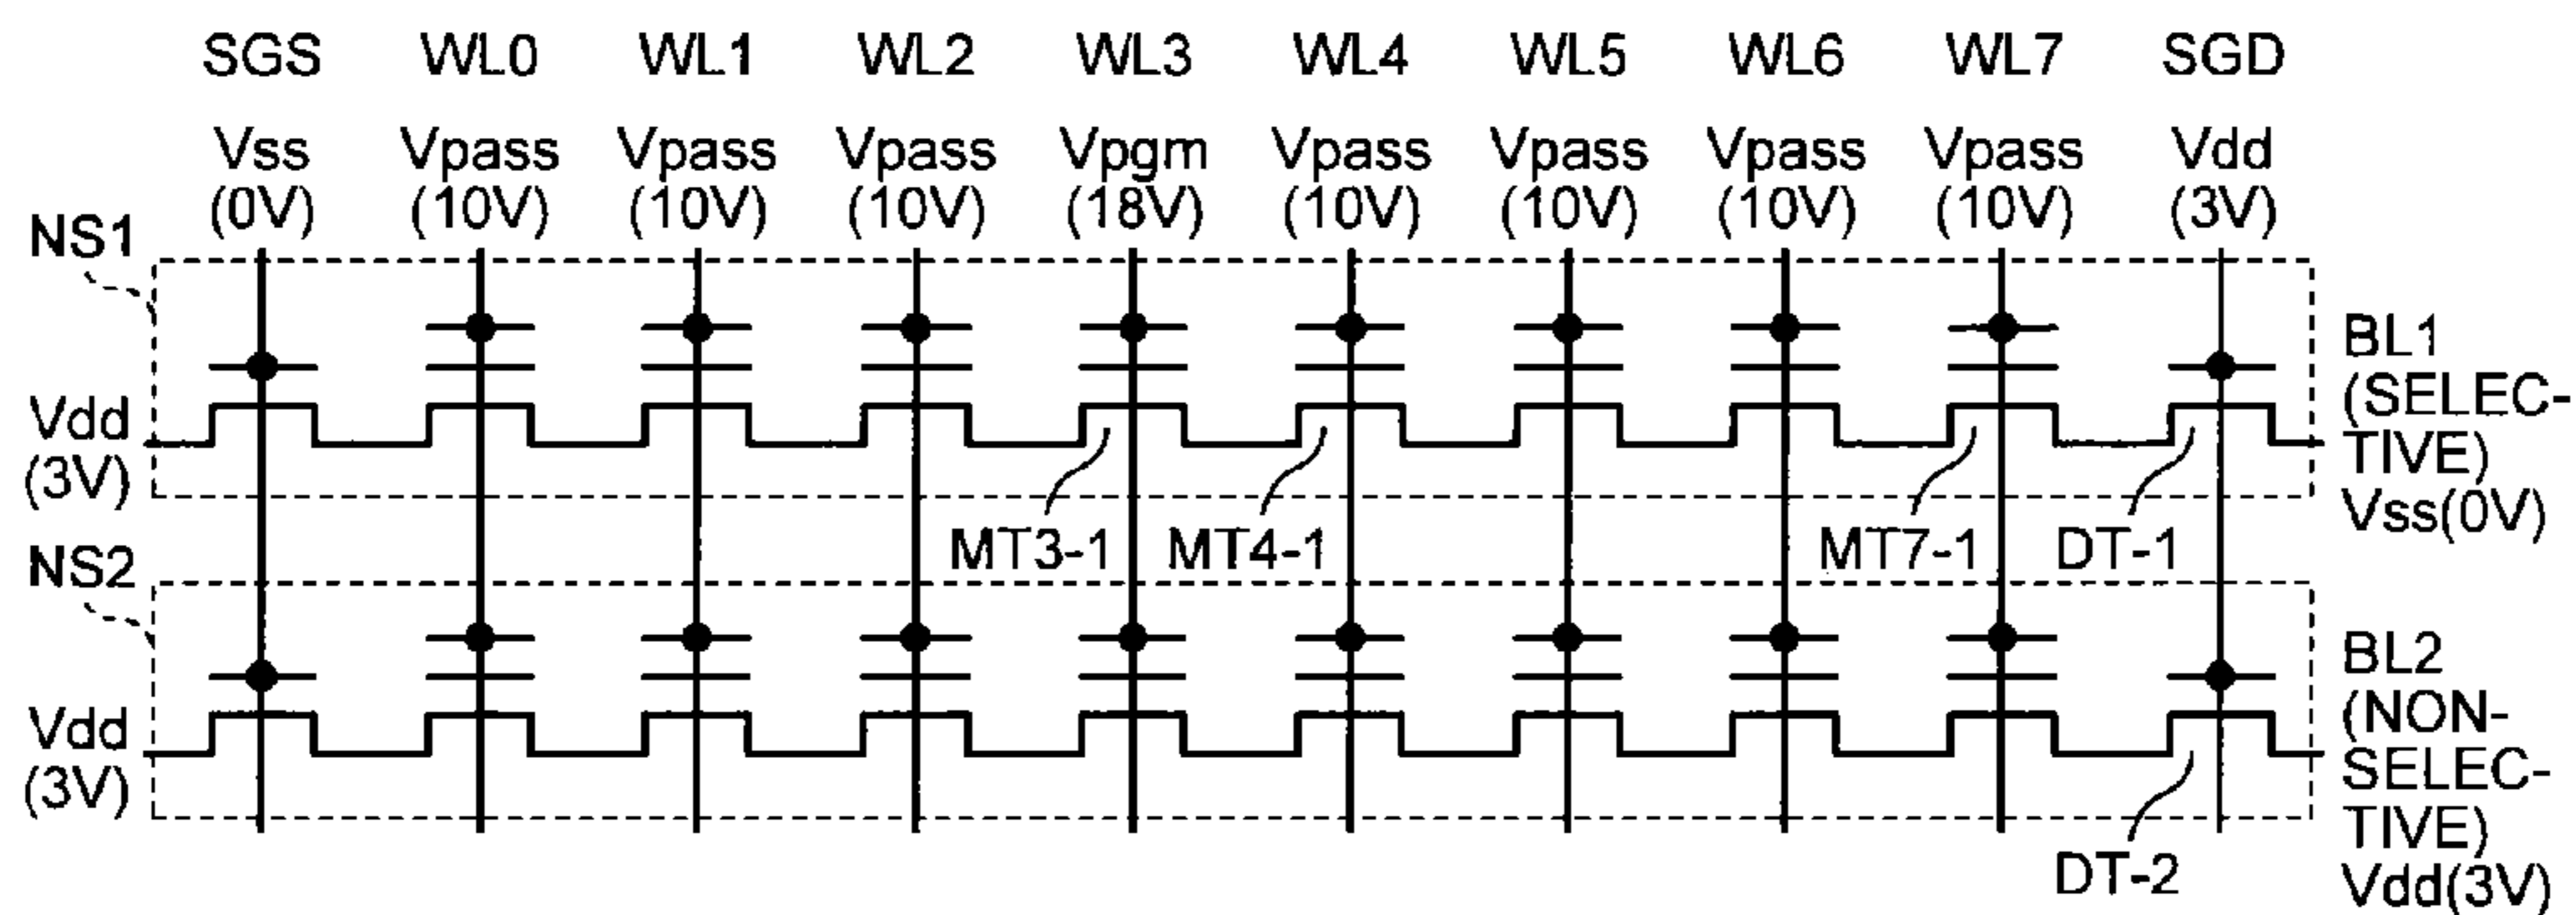 SGS WL0 WL1 WL2 WL3 WL4 WL5 WL6 WL7 SGD
Vss Vpass Vpass Vpass Vpgm Vpass Vpass Vpass Vpass Vdd
(0V) (10V) (10V) (10V) (18V) (10V) (10V) (10V) (10V) (3V)
NS1
Vdd
(3V)
BL1
(SELEC-
TIVE)
Vss(0V)
MT3-1 MT4-1 MT7-1 DT-1
NS2
Vdd
(3V)
BL2
(NON-
SELEC-
TIVE)
Vdd(3V)
DT-2